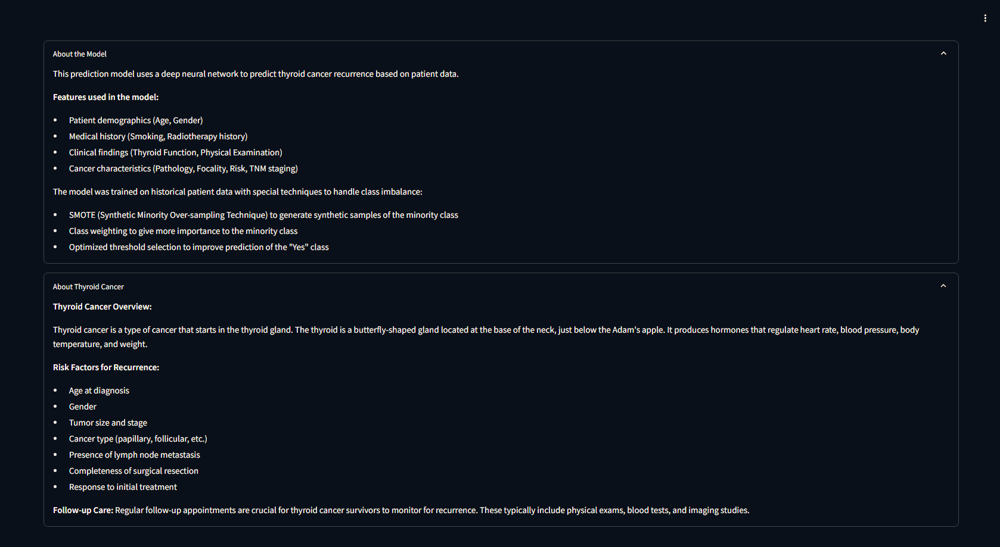 About the Model
This prediction model uses a deep neural network to predict thyroid cancer recurrence based on patient data.
Features used in the model:
• Patient demographics (Age, Gender)
• Medical history (Smoking, Radiotherapy history)
• Clinical findings (Thyroid Function, Physical Examination)
• Cancer characteristics (Pathology, Focality, Risk, TNM staging)
The model was trained on historical patient data with special techniques to handle class imbalance:
• SMOTE (Synthetic Minority Over-sampling Technique) to generate synthetic samples of the minority class
• Class weighting to give more importance to the minority class
• Optimized threshold selection to improve prediction of the "Yes" class
About Thyroid Cancer
Thyroid Cancer Overview:
Thyroid cancer is a type of cancer that starts in the thyroid gland. The thyroid is a butterfly-shaped gland located at the base of the neck, just below the Adam's apple. It produces hormones that regulate heart rate, blood pressure, body
temperature, and weight.
Risk Factors for Recurrence:
• Age at diagnosis
• Gender
• Tumor size and stage
• Cancer type (papillary, follicular, etc.)
• Presence of lymph node metastasis
• Completeness of surgical resection
• Response to initial treatment
Follow-up Care: Regular follow-up appointments are crucial for thyroid cancer survivors to monitor for recurrence. These typically include physical exams, blood tests, and imaging studies.